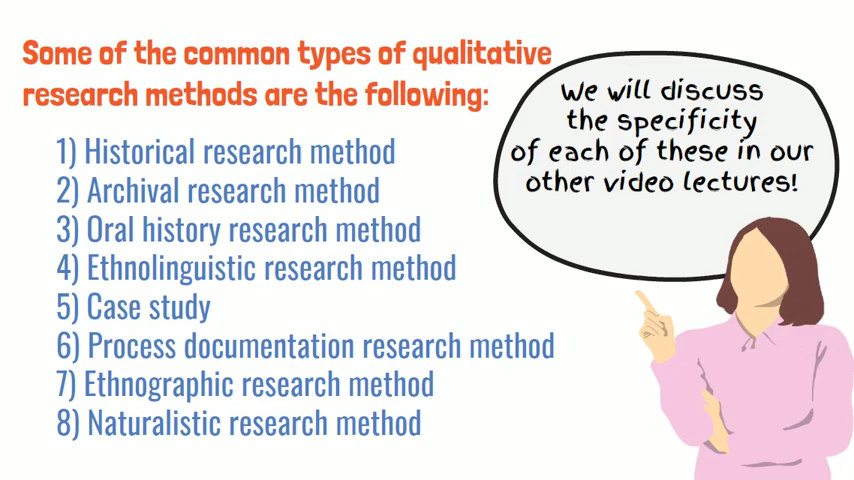 Some of the common types of qualitative
research methods are the following:
1) Historical research method
2) Archival research method
3) Oral history research method
4) Ethnolinguistic research method
5) Case study
6) Process documentation research method
7) Ethnographic research method
8) Naturalistic research method
We will discuss
the specificity
of each of these in our
other video lectures!